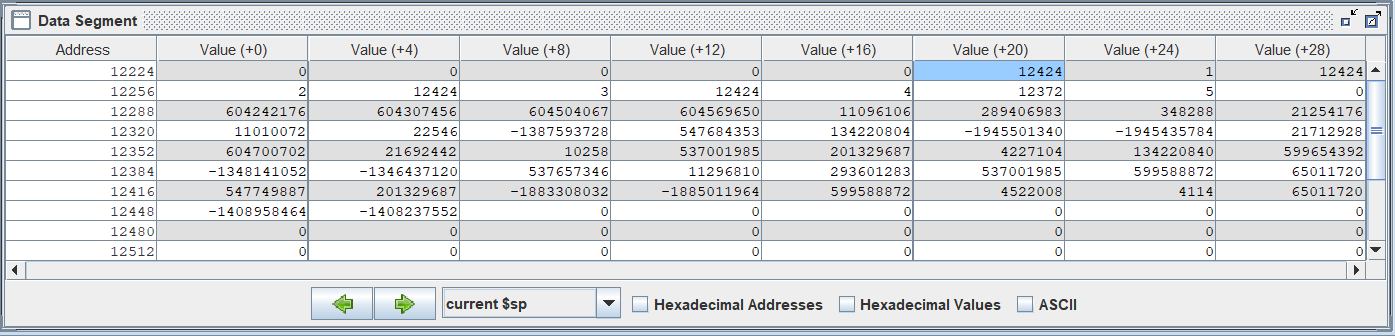 Data Segment
Address Value (+0) Value (+4) Value (+8) Value (+12) Value (+16) Value (+20) Value (+24) Value (+28)
12224 0 0 0 0 0 12424 1 12424
12256 2 12424 3 12424 4 12372 5 0
12288 604242176 604307456 604504067 604569650 11096106 289406983 348288 21254176
12320 11010072 22546 -1387593728 547684353 134220804 -1945501340 -1945435784 21712928
12352 604700702 21692442 10258 537001985 201329687 4227104 134220840 599654392
12384 -1348141052 -1346437120 537657346 11296810 293601283 537001985 599588872 65011720
12416 547749887 201329687 -1883308032 -1885011964 599588872 4522008 4114 65011720
12448 -1408958464 -1408237552 0 0 0 0 0 0
12480 0 0 0 0 0 0 0 0
12512 0 0 0 0 0 0 0 0
current $sp Hexadecimal Addresses Hexadecimal Values ASCII